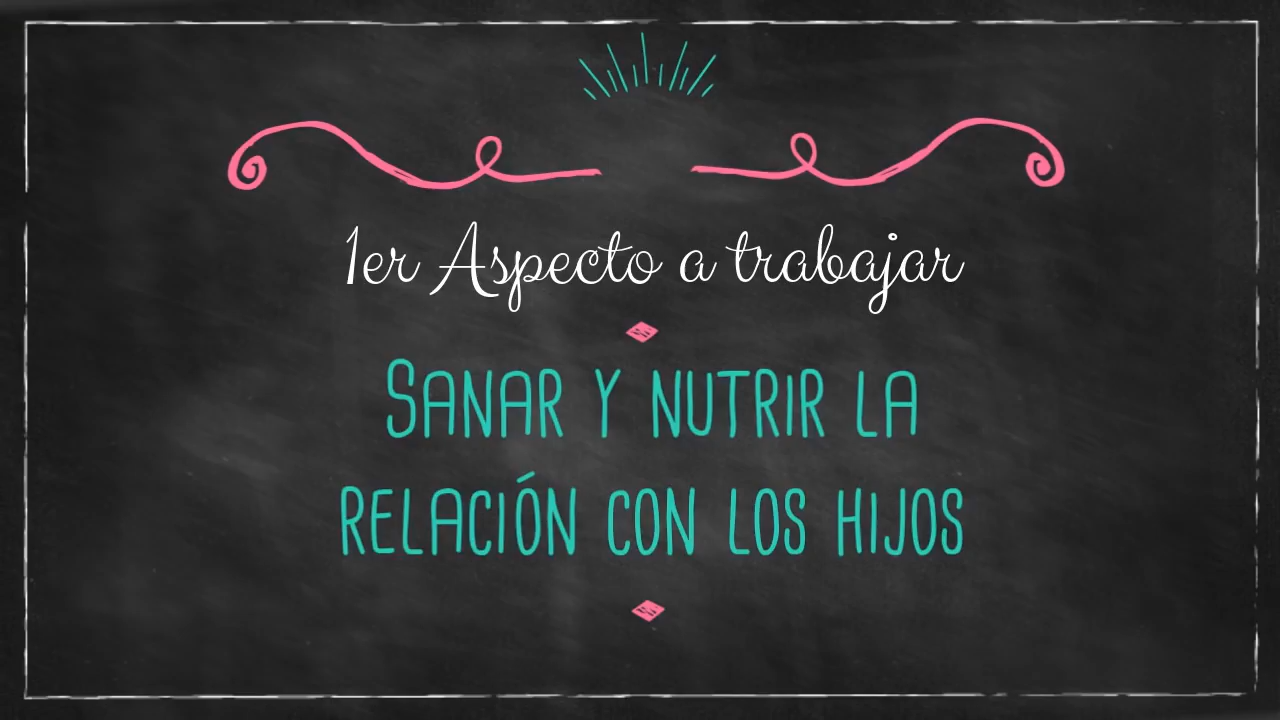 1er Aspecto a trabajar
Sanar y nutrir la
relación con los hijos